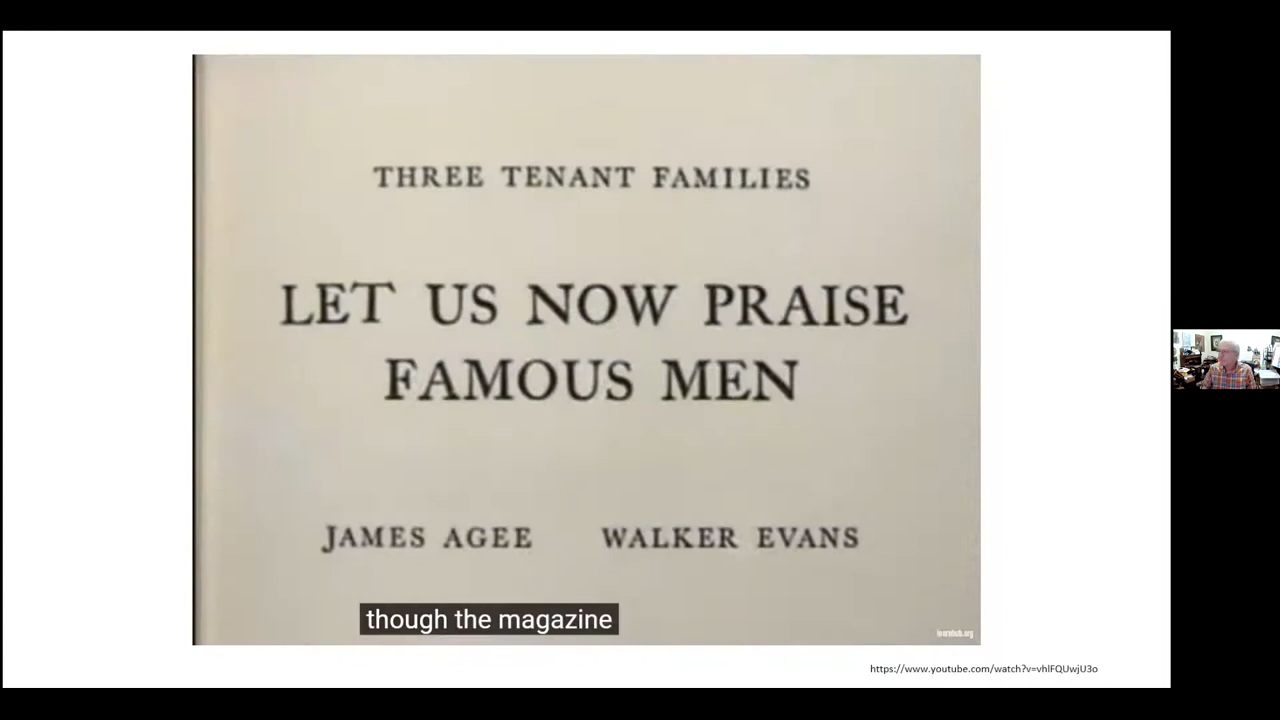 THREE TENANT FAMILIES
LET US NOW PRAISE
FAMOUS MEN
JAMES AGEE WALKER EVANS
though the magazine
https://www.youtube.com/watch?v=vhlFQUwjU3o